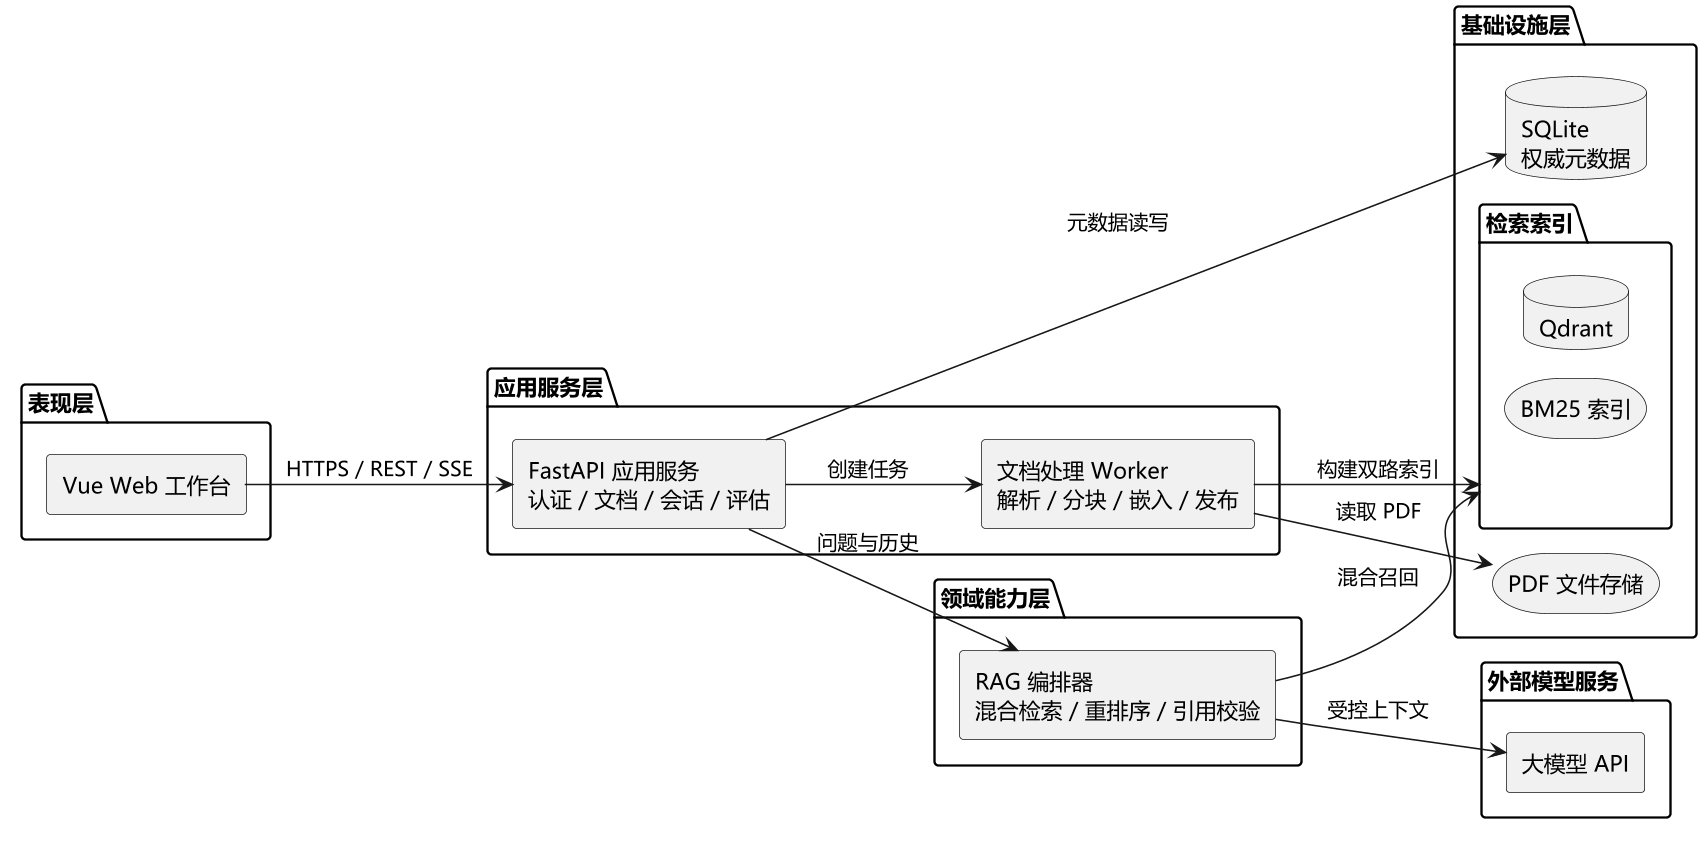 表现层
Vue Web 工作台
HTTPS / REST / SSE
应用服务层
FastAPI 应用服务
认证 / 文档 / 会话 / 评估
创建任务
文档处理 Worker
解析 / 分块 / 嵌入 / 发布
问题与历史
领域能力层
RAG 编排器
混合检索 / 重排序 / 引用校验
元数据读写
构建双路索引
读取 PDF
混合召回
受控上下文
基础设施层
SQLite
权威元数据
检索索引
Qdrant
BM25 索引
PDF 文件存储
外部模型服务
大模型 API